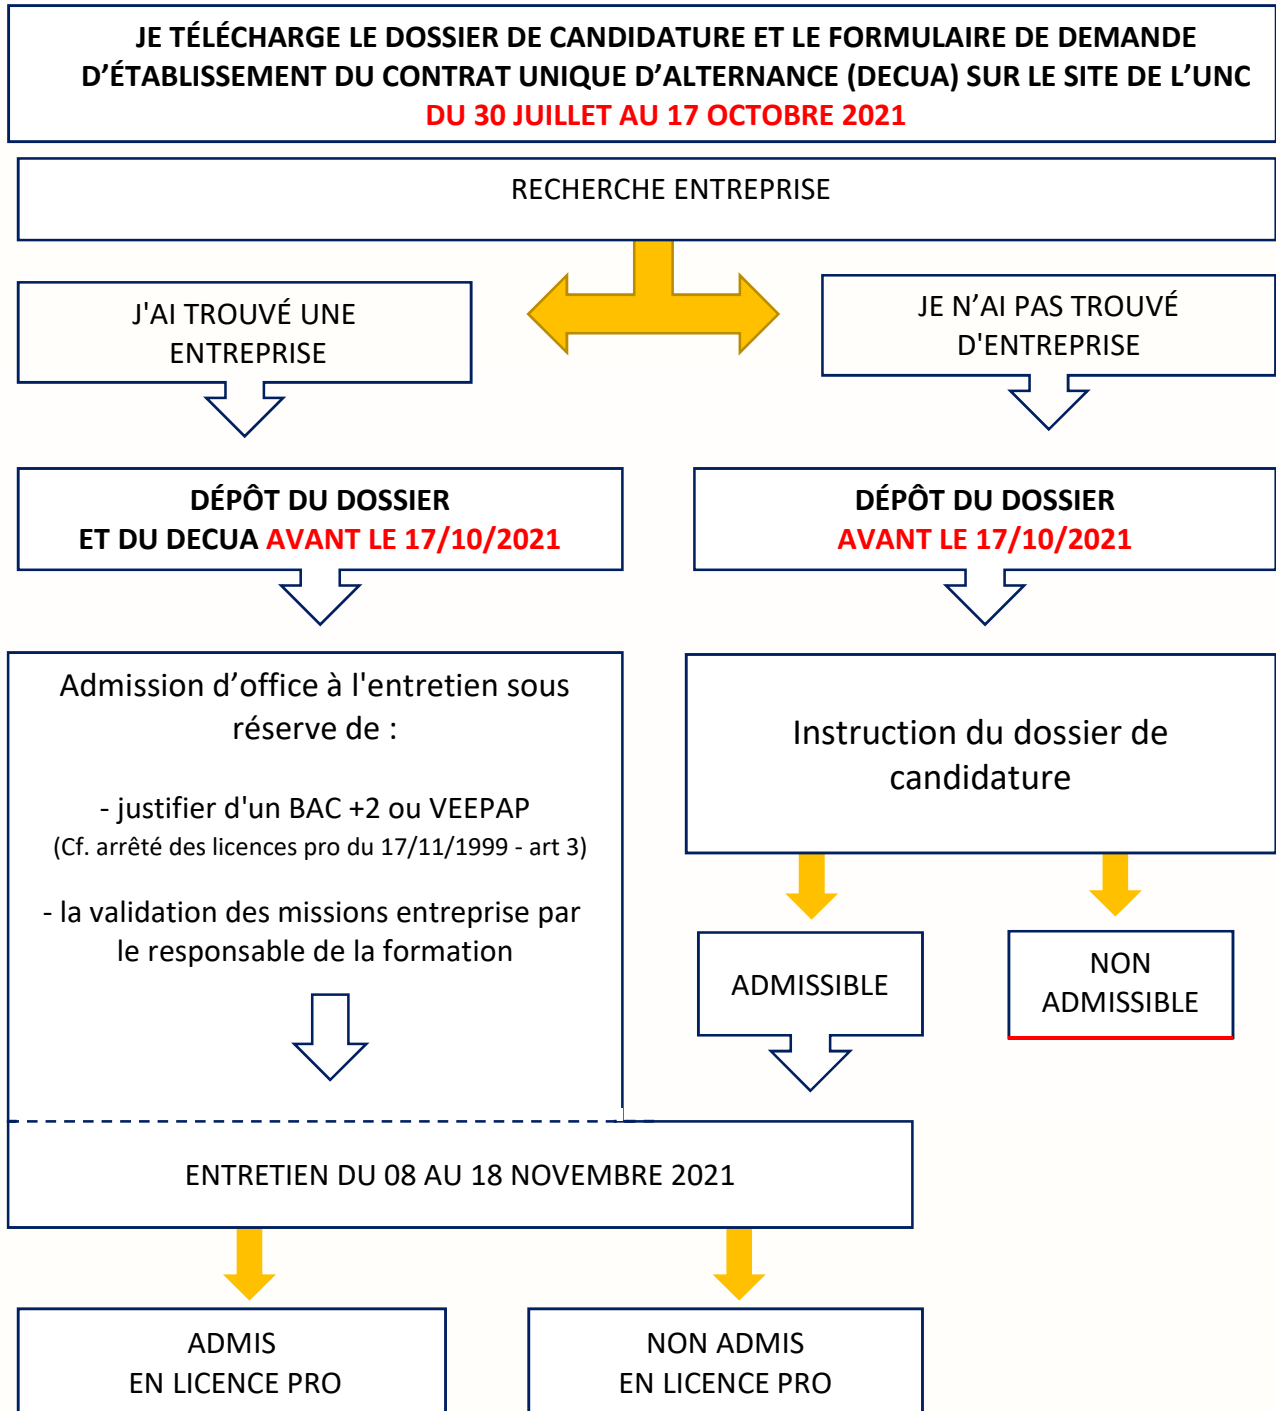 JE TÉLÉCHARGE LE DOSSIER DE CANDIDATURE ET LE FORMULAIRE DE DEMANDE
D’ÉTABLISSEMENT DU CONTRAT UNIQUE D’ALTERNANCE (DECUA) SUR LE SITE DE L’UNC
DU 30 JUILLET AU 17 OCTOBRE 2021
RECHERCHE ENTREPRISE
J'AI TROUVÉ UNE
ENTREPRISE
JE N’AI PAS TROUVÉ
D'ENTREPRISE
DÉPÔT DU DOSSIER
ET DU DECUA AVANT LE 17/10/2021
DÉPÔT DU DOSSIER
AVANT LE 17/10/2021
Admission d’office à l'entretien sous
réserve de :
- justifier d'un BAC +2 ou VEEPAP
(Cf. arrêté des licences pro du 17/11/1999 - art 3)
- la validation des missions entreprise par
le responsable de la formation
Instruction du dossier de
candidature
ADMISSIBLE
NON
ADMISSIBLE
ENTRETIEN DU 08 AU 18 NOVEMBRE 2021
ADMIS
EN LICENCE PRO
NON ADMIS
EN LICENCE PRO